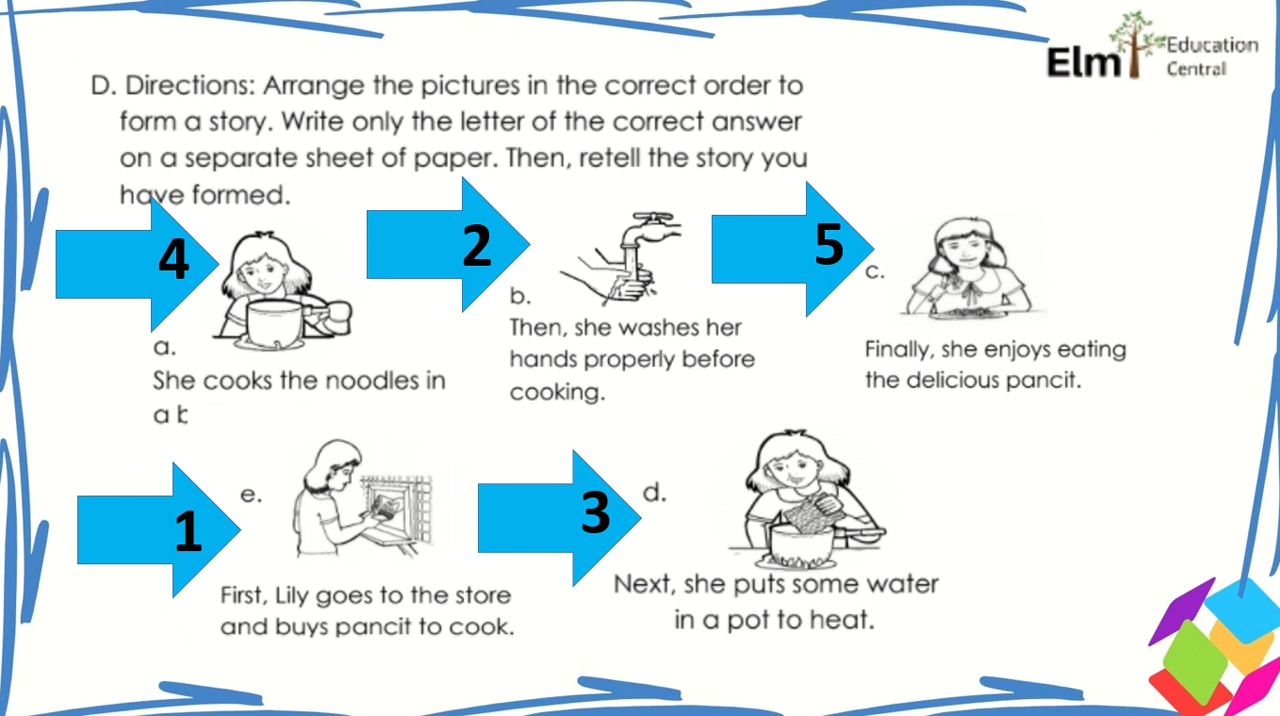 Elm Education
Central
D. Directions: Arrange the pictures in the correct order to
form a story. Write only the letter of the correct answer
on a separate sheet of paper. Then, retell the story you
have formed.
4
2
5
a.
She cooks the noodles in
a
b.
Then, she washes her
hands properly before
cooking.
c.
Finally, she enjoys eating
the delicious pancit.
1
e.
First, Lily goes to the store
and buys pancit to cook.
3
d.
Next, she puts some water
in a pot to heat.